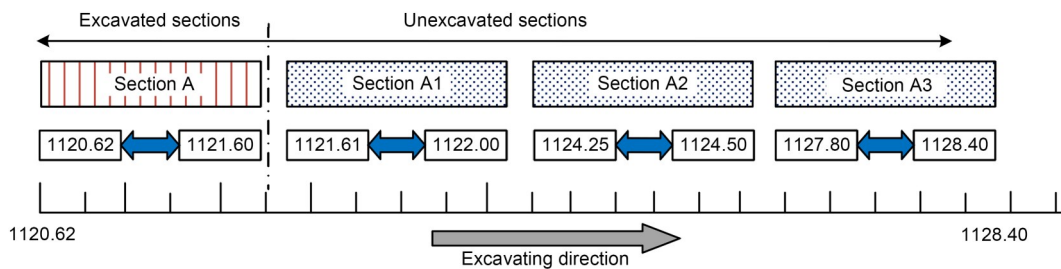 Excavated sections Unexcavated sections
Section A Section A1 Section A2 Section A3
1120.62 1121.60 1121.61 1122.00 1124.25 1124.50 1127.80 1128.40
1120.62 1128.40
Excavating direction